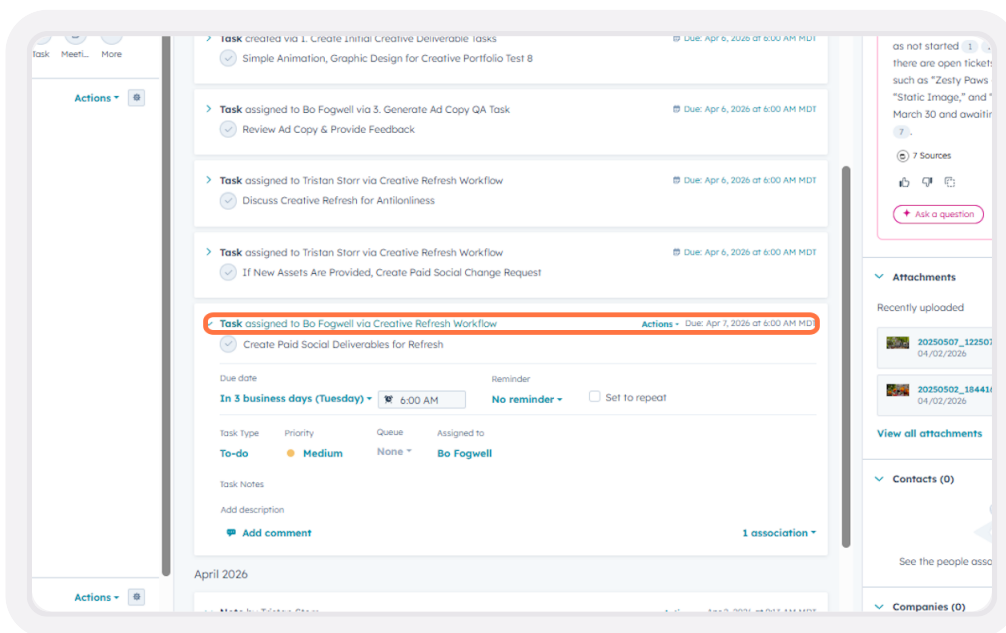 Task Meeti... More
Actions
Task created via 1. Create Initial Creative Deliverable Tasks
Due: Apr 6, 2026 at 6:00 AM MDT
Simple Animation, Graphic Design for Creative Portfolio Test 8
Task assigned to Bo Fogwell via 3. Generate Ad Copy QA Task
Due: Apr 6, 2026 at 6:00 AM MDT
Review Ad Copy & Provide Feedback
Task assigned to Tristan Storr via Creative Refresh Workflow
Due: Apr 6, 2026 at 6:00 AM MDT
Discuss Creative Refresh for Antilonliness
Task assigned to Tristan Storr via Creative Refresh Workflow
Due: Apr 6, 2026 at 6:00 AM MDT
If New Assets Are Provided, Create Paid Social Change Request
Task assigned to Bo Fogwell via Creative Refresh Workflow
Actions Due: Apr 7, 2026 at 6:00 AM MDT
Create Paid Social Deliverables for Refresh
Due date
Reminder
In 3 business days (Tuesday)
6:00 AM
No reminder
Set to repeat
Task Type
Priority
Queue
Assigned to
To-do
Medium
None
Bo Fogwell
Task Notes
Add description
Add comment
1 association
April 2026
Actions
as not started 1 ,
there are open tickets
such as "Zesty Paws
"Static Image," and "
March 30 and awaitin
7 .
7 Sources
Ask a question
Attachments
Recently uploaded
20250507_122507
04/02/2026
20250502_184416
04/02/2026
View all attachments
Contacts (0)
See the people asso
Companies (0)